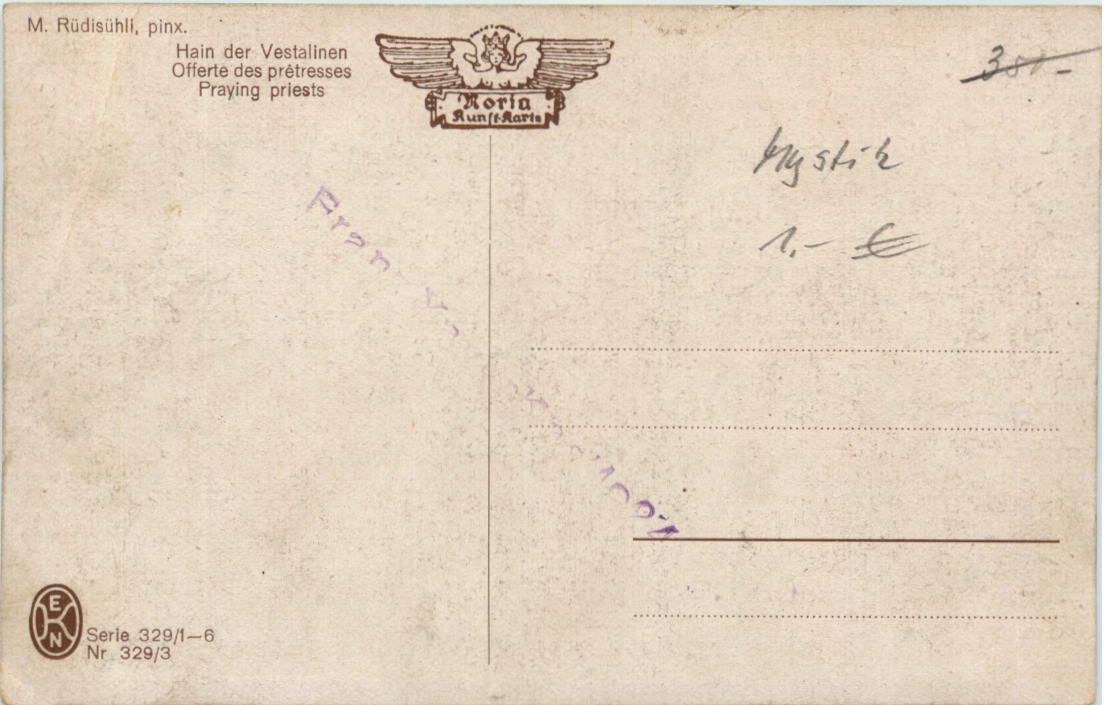 M. Rüdisühli, pinx.
Hain der Vestalinen
Offerte des prêtresses
Praying priests
Noria
Kunst-Karte
Mystik
1.- €
EKN
Serie 329/1—6
Nr. 329/3